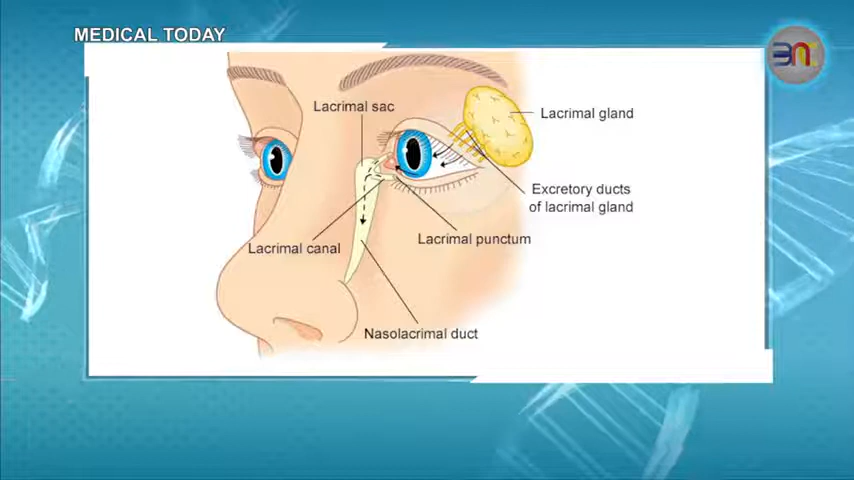 MEDICAL TODAY
Lacrimal sac
Lacrimal gland
Excretory ducts
of lacrimal gland
Lacrimal punctum
Lacrimal canal
Nasolacrimal duct